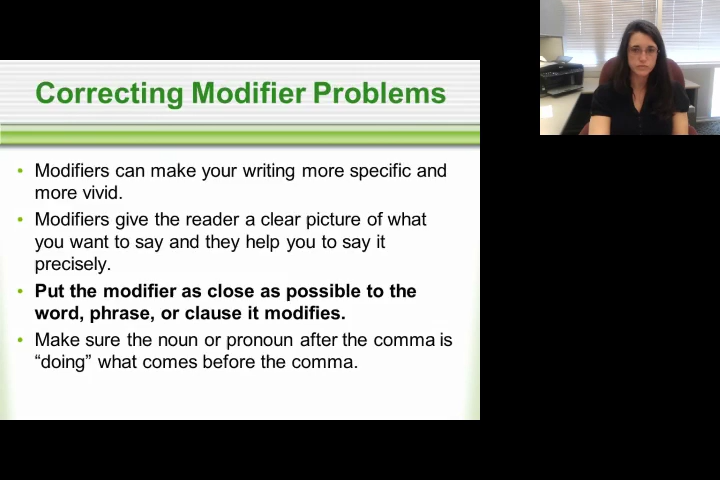 Correcting Modifier Problems
• Modifiers can make your writing more specific and
more vivid.
• Modifiers give the reader a clear picture of what
you want to say and they help you to say it
precisely.
• Put the modifier as close as possible to the
word, phrase, or clause it modifies.
• Make sure the noun or pronoun after the comma is
“doing” what comes before the comma.